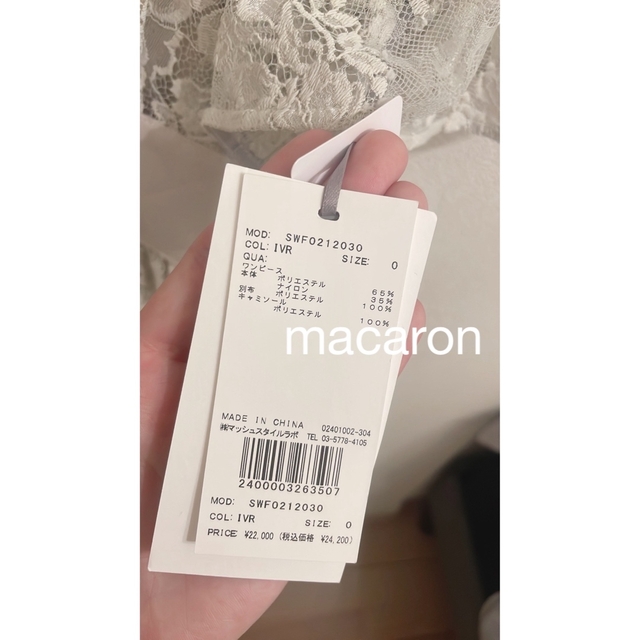 MOD: SWF0212030
COL: IVR SIZE: 0
QUA:
ワンピース
本体 ポリエステル 65%
ナイロン 35%
別布 ポリエステル 100%
キャミソール
ポリエステル 100%
macaron
MADE IN CHINA 02401002-304
㈱マッシュスタイルラボ TEL 03-5778-4105
2400003263507
MOD: SWF0212030
COL: IVR SIZE: 0
PRICE: ¥22,000 (税込価格 ¥24,200)